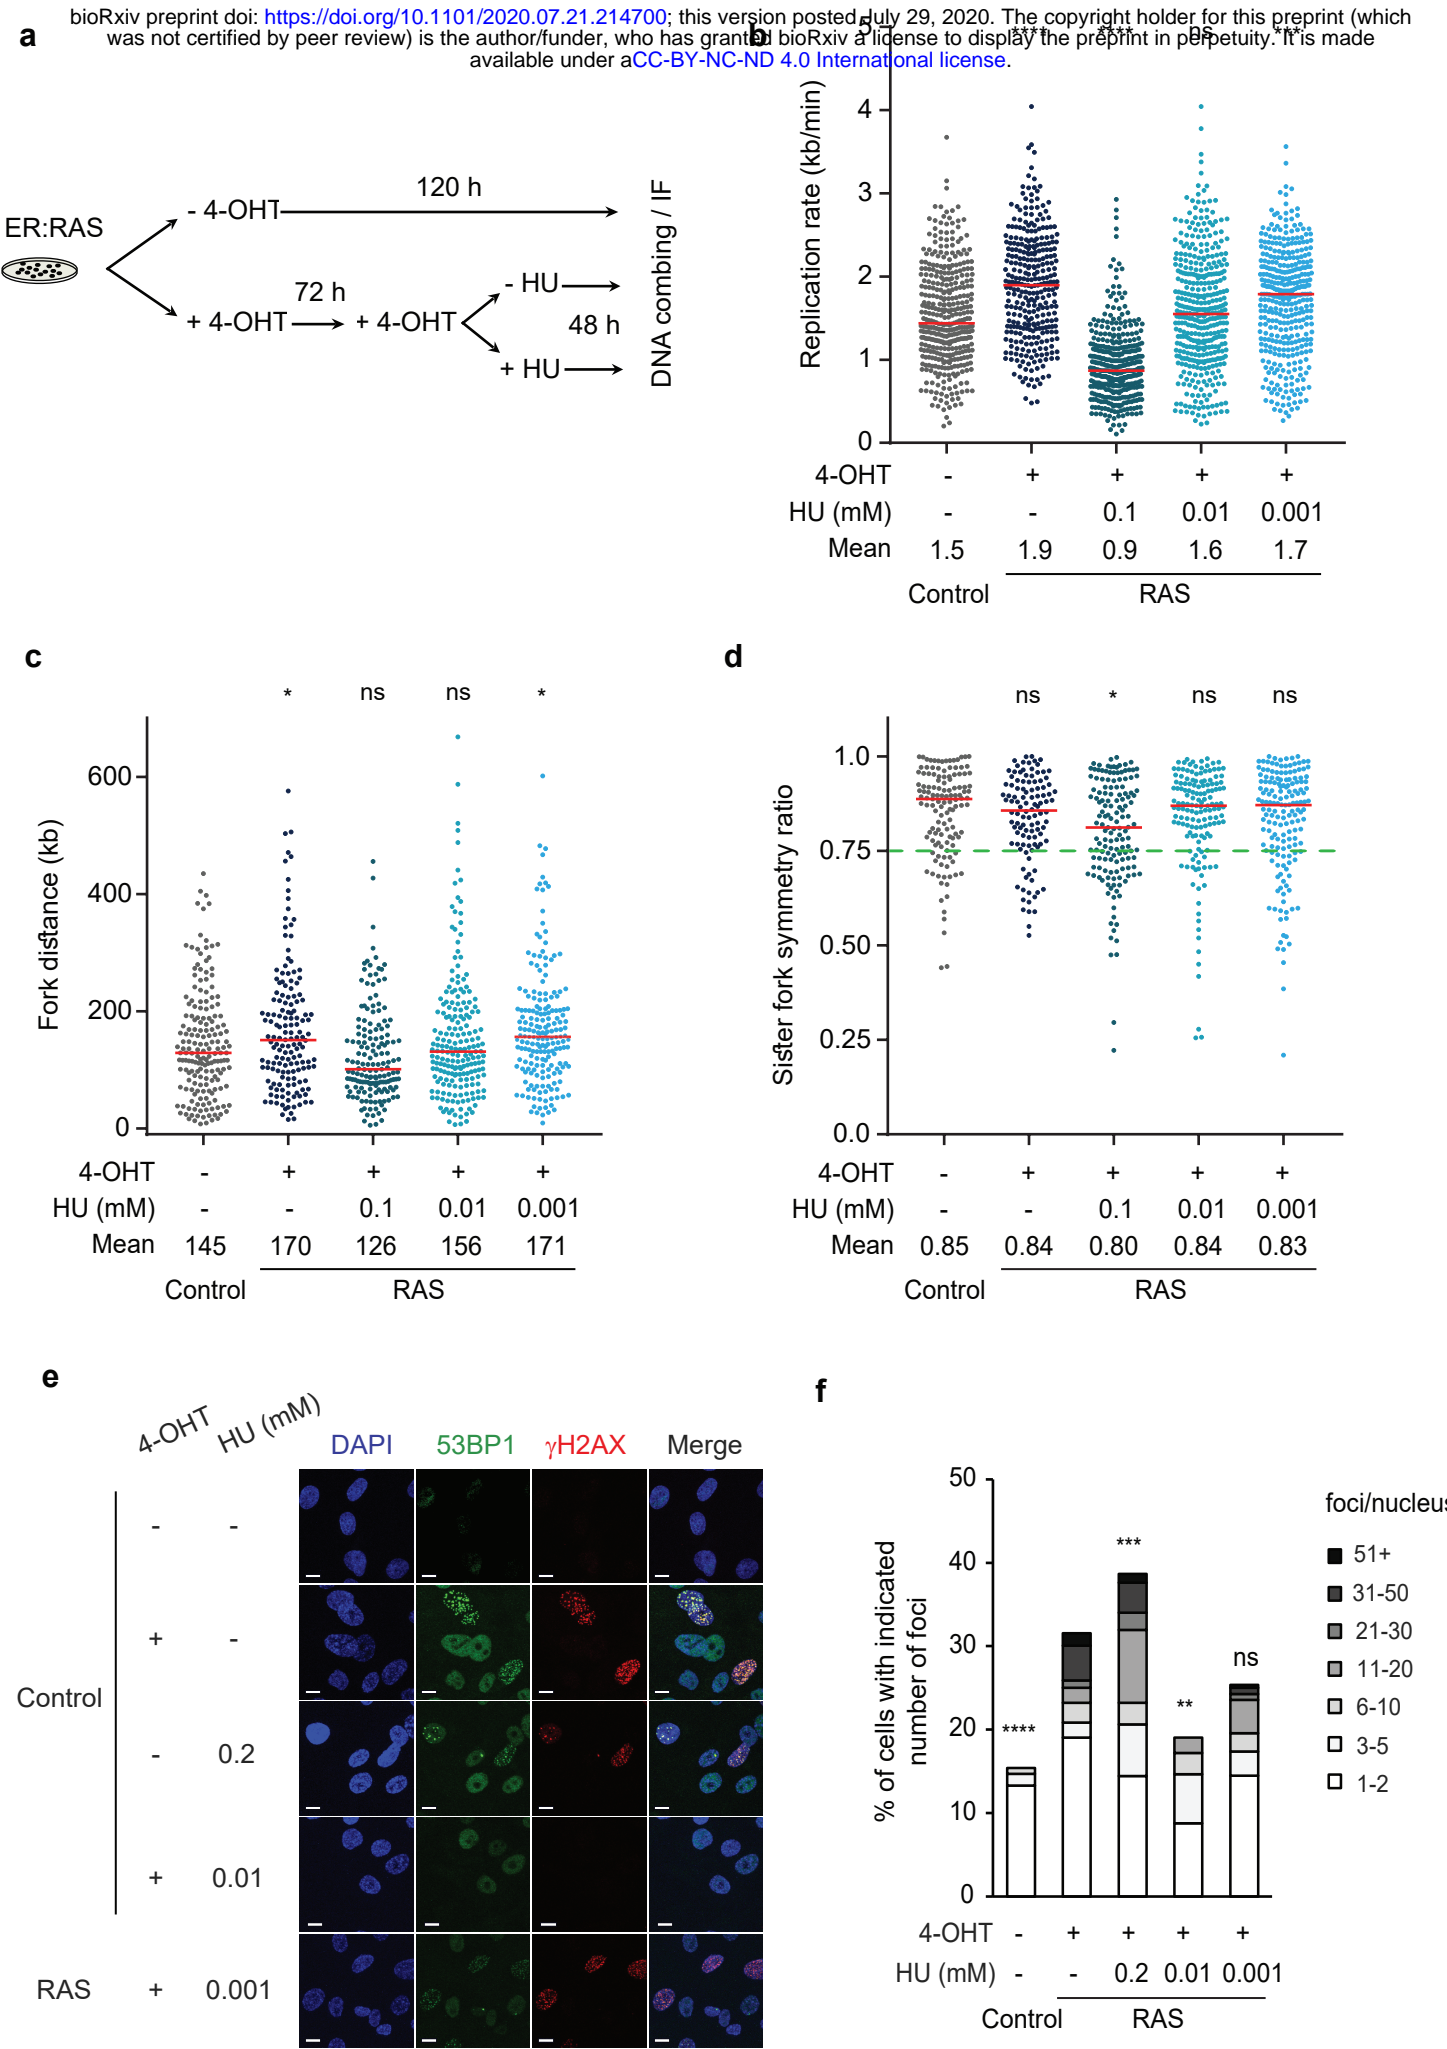 bioRxiv preprint doi: https://doi.org/10.1101/2020.07.21.214700; this version posted July 29, 2020. The copyright holder for this preprint (which
was not certified by peer review) is the author/funder, who has granted bioRxiv a license to display the preprint in perpetuity. It is made
available under aCC-BY-NC-ND 4.0 International license.
a
ER:RAS
- 4-OHT
120 h
+ 4-OHT
72 h
+ 4-OHT
- HU
48 h
+ HU
DNA combing / IF
b
**** **** ns ***
Replication rate (kb/min)
5
4
3
2
1
0
4-OHT - + + + +
HU (mM) - - 0.1 0.01 0.001
Mean 1.5 1.9 0.9 1.6 1.7
Control RAS
c
* ns ns *
Fork distance (kb)
600
400
200
0
4-OHT - + + + +
HU (mM) - - 0.1 0.01 0.001
Mean 145 170 126 156 171
Control RAS
d
ns * ns ns
Sister fork symmetry ratio
1.0
0.75
0.50
0.25
0.0
4-OHT - + + + +
HU (mM) - - 0.1 0.01 0.001
Mean 0.85 0.84 0.80 0.84 0.83
Control RAS
e
4-OHT HU (mM) DAPI 53BP1 γH2AX Merge
- -
+ -
Control
- 0.2
+ 0.01
RAS + 0.001
f
% of cells with indicated
number of foci
50
40
30
20
10
0
**** *** ** ns
foci/nucleus
51+
31-50
21-30
11-20
6-10
3-5
1-2
4-OHT - + + + +
HU (mM) - - 0.2 0.01 0.001
Control RAS